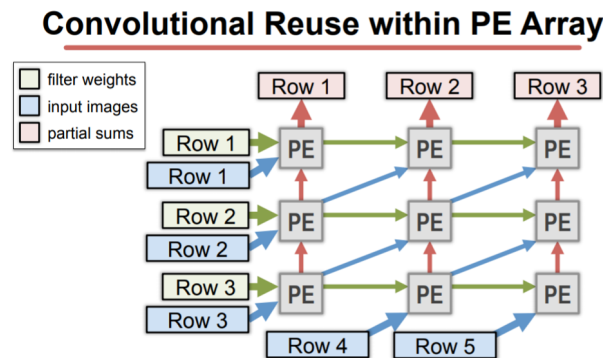 Convolutional Reuse within PE Array
filter weights
input images
partial sums
Row 1 Row 2 Row 3
Row 1 PE PE PE
Row 1
Row 2 PE PE PE
Row 2
Row 3 PE PE PE
Row 3
Row 4 Row 5